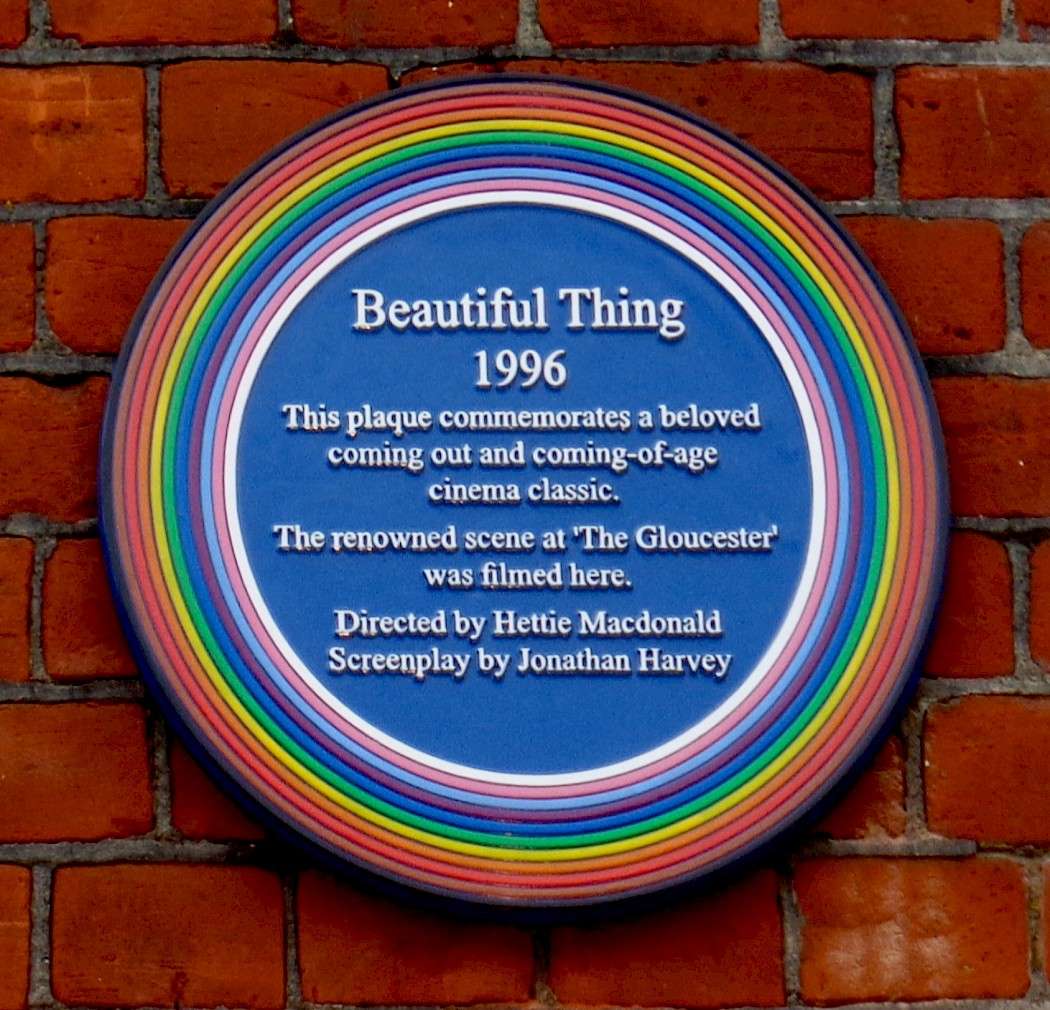 Beautiful Thing
1996
This plaque commemorates a beloved
coming out and coming-of-age
cinema classic.
The renowned scene at 'The Gloucester'
was filmed here.
Directed by Hettie Macdonald
Screenplay by Jonathan Harvey